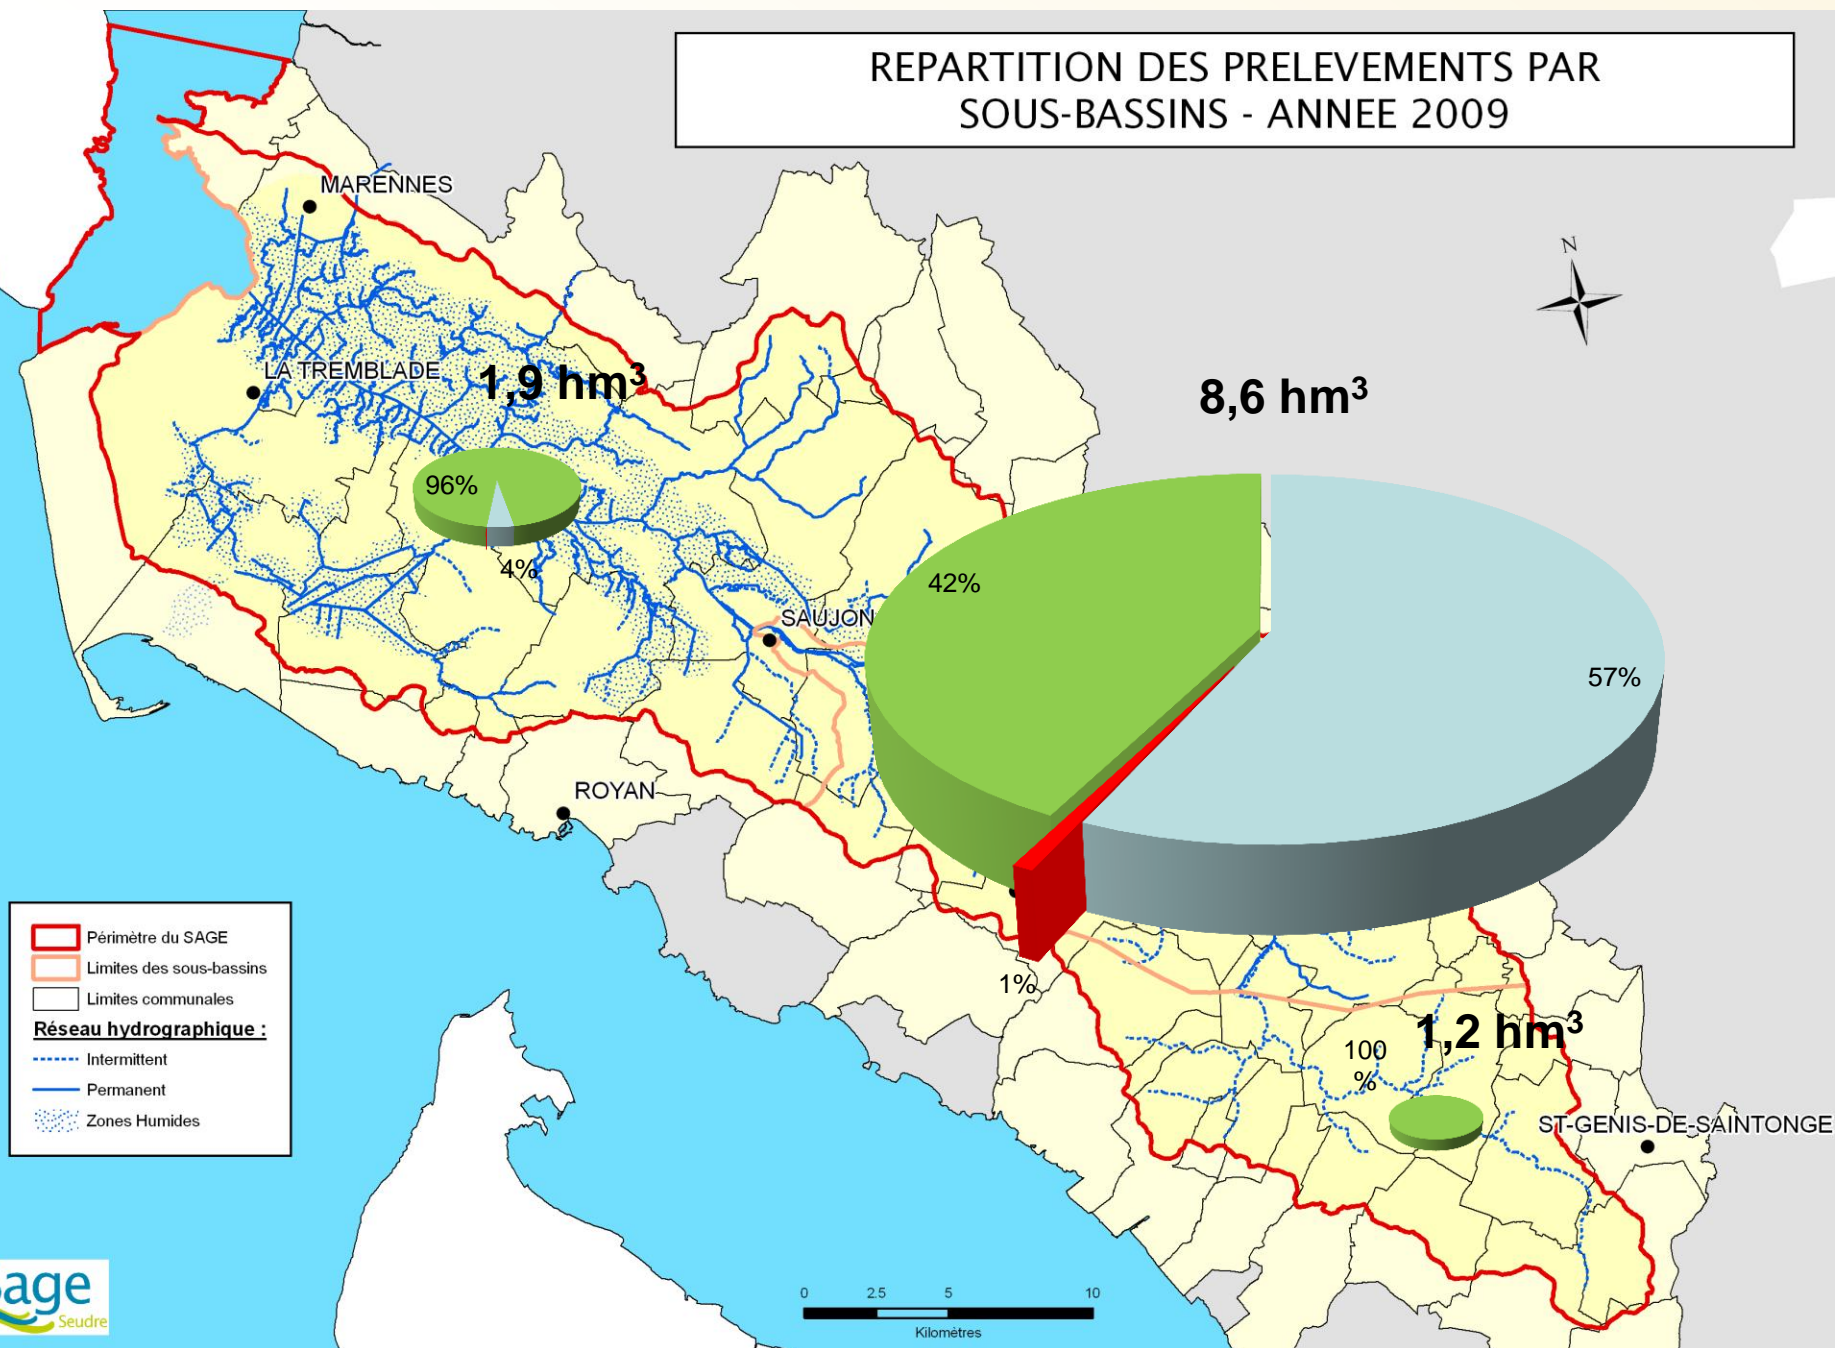 REPARTITION DES PRELEVEMENTS PAR
SOUS-BASSINS - ANNEE 2009
MARENNES
N
LA TREMBLADE
1,9 hm³
8,6 hm³
96%
4%
42%
57%
SAUJON
ROYAN
1%
1,2 hm³
100
%
ST-GENIS-DE-SAINTONGE
Périmètre du SAGE
Limites des sous-bassins
Limites communales
Réseau hydrographique :
Intermittent
Permanent
Zones Humides
0 2.5 5 10
Kilomètres
sage
Seudre